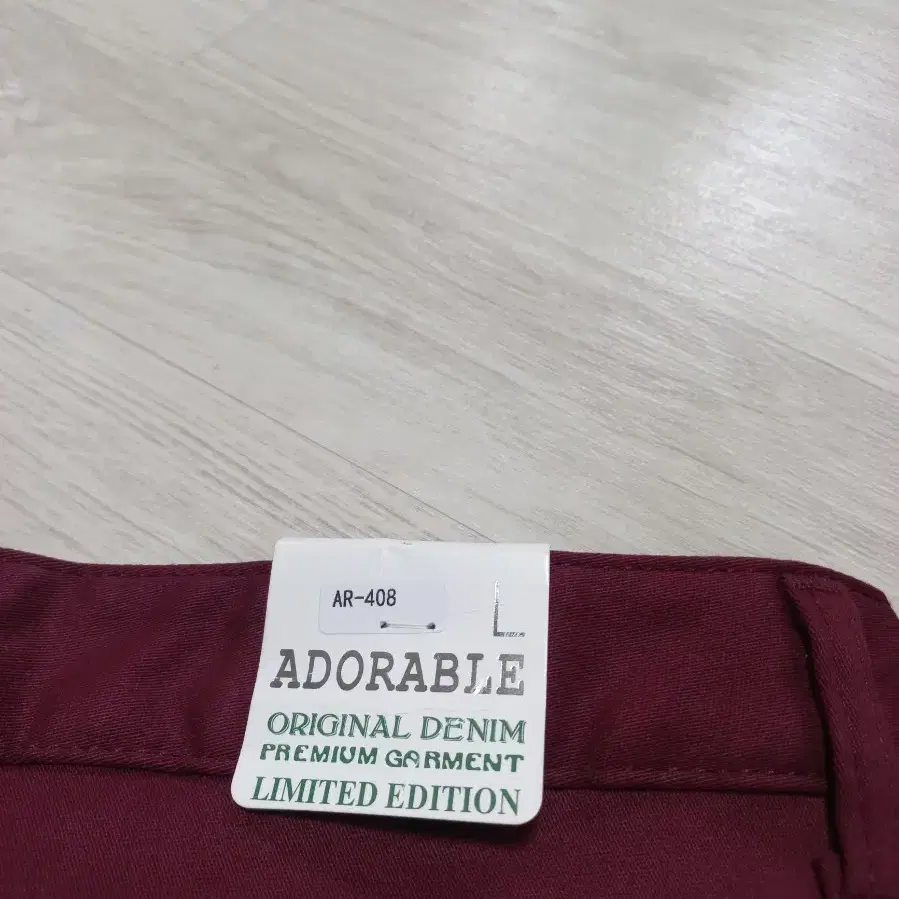 AR-408
L
ADORABLE
ORIGINAL DENIM
PREMIUM GARMENT
LIMITED EDITION